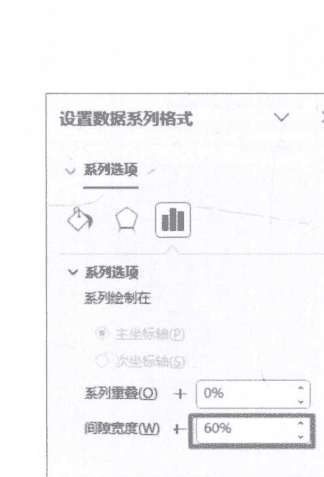 设置数据系列格式
系列选项
系列选项
系列绘制在
主坐标轴(P)
次坐标轴(S)
系列重叠(O) 0%
间隙宽度(W) 60%